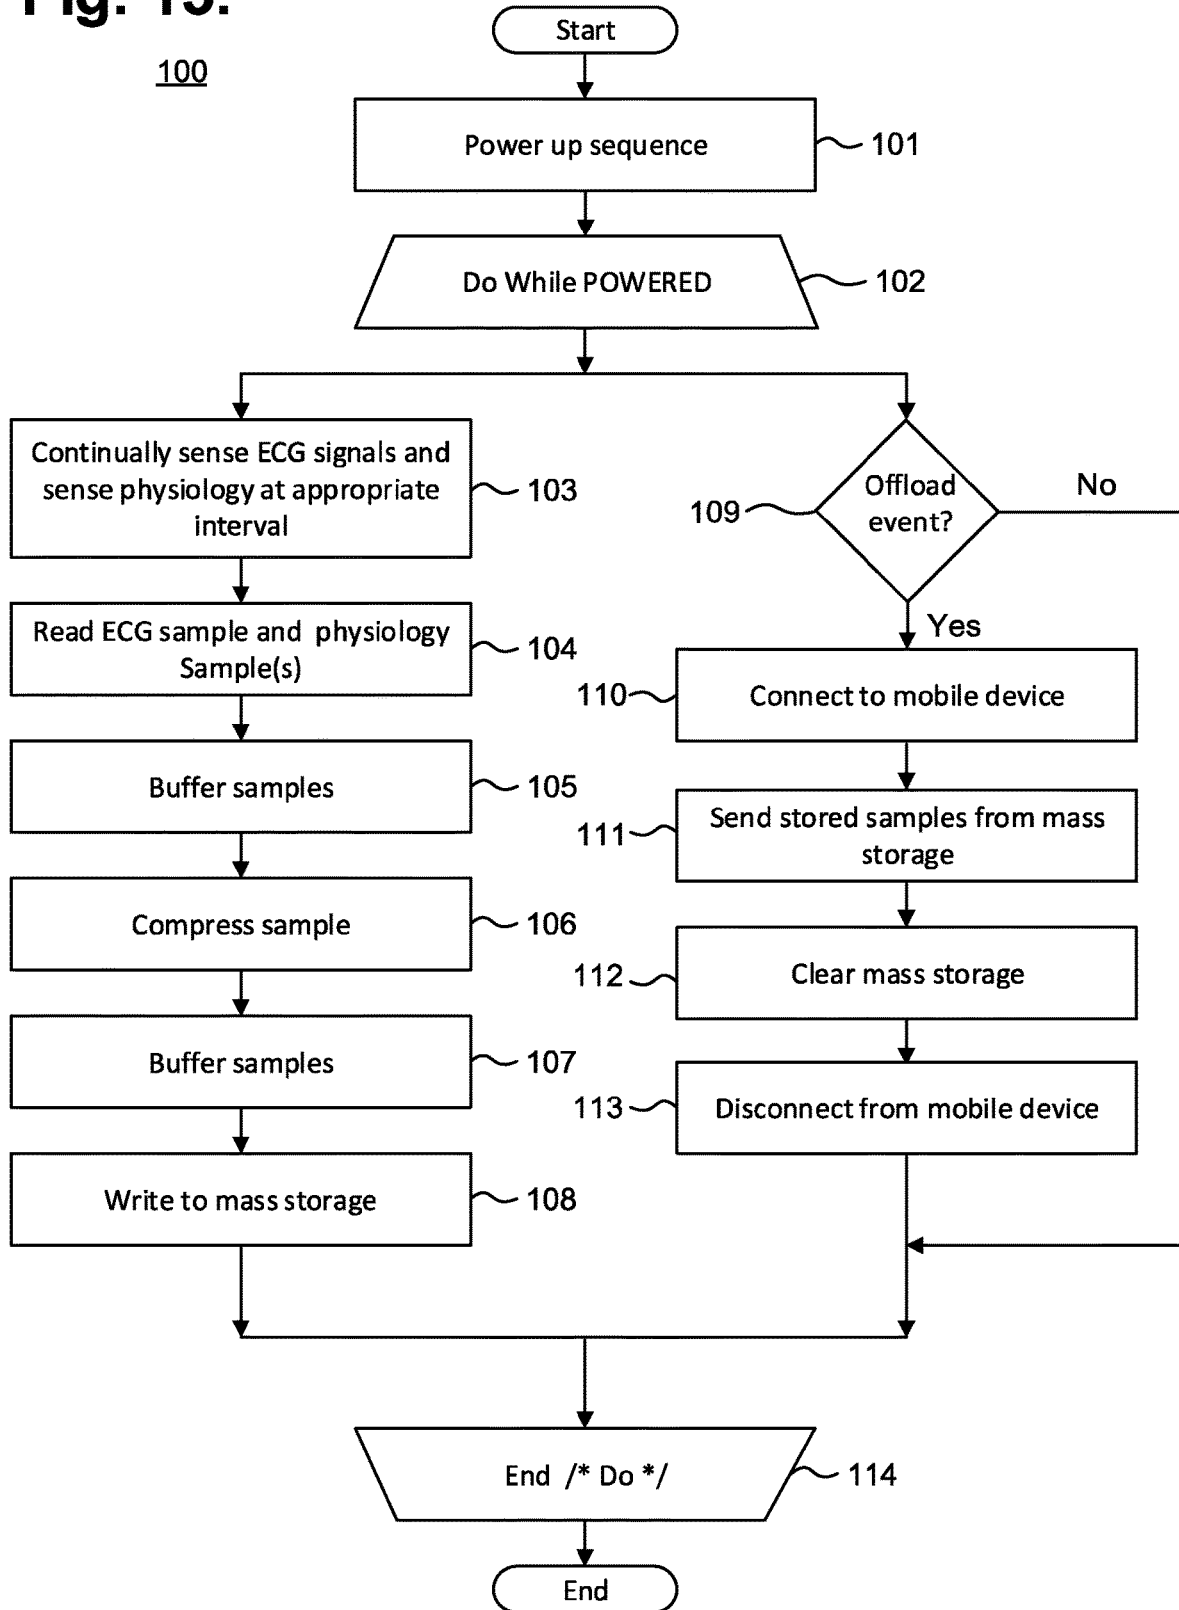 Start
100
Power up sequence
101
Do While POWERED
102
Continually sense ECG signals and
sense physiology at appropriate
interval
103
109
Offload
event?
No
Yes
Read ECG sample and physiology
Sample(s)
104
110
Connect to mobile device
Buffer samples
105
111
Send stored samples from mass
storage
Compress sample
106
112
Clear mass storage
Buffer samples
107
113
Disconnect from mobile device
Write to mass storage
108
End /* Do */
114
End